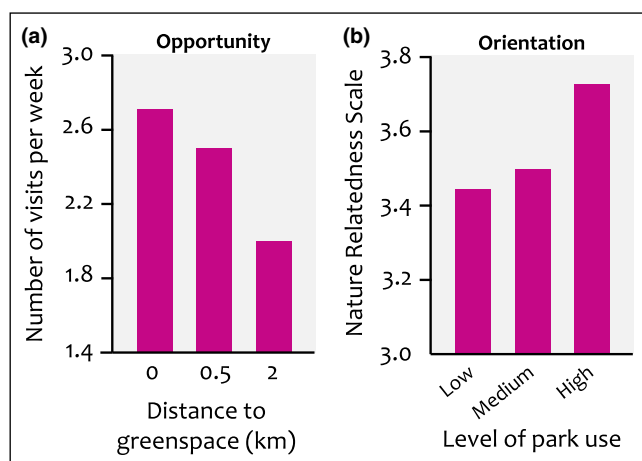 (a)
Opportunity
Number of visits per week
3.0
2.6
2.2
1.8
1.4
0
0.5
2
Distance to
greenspace (km)
(b)
Orientation
Nature Relatedness Scale
3.8
3.6
3.4
3.2
3.0
Low
Medium
High
Level of park use